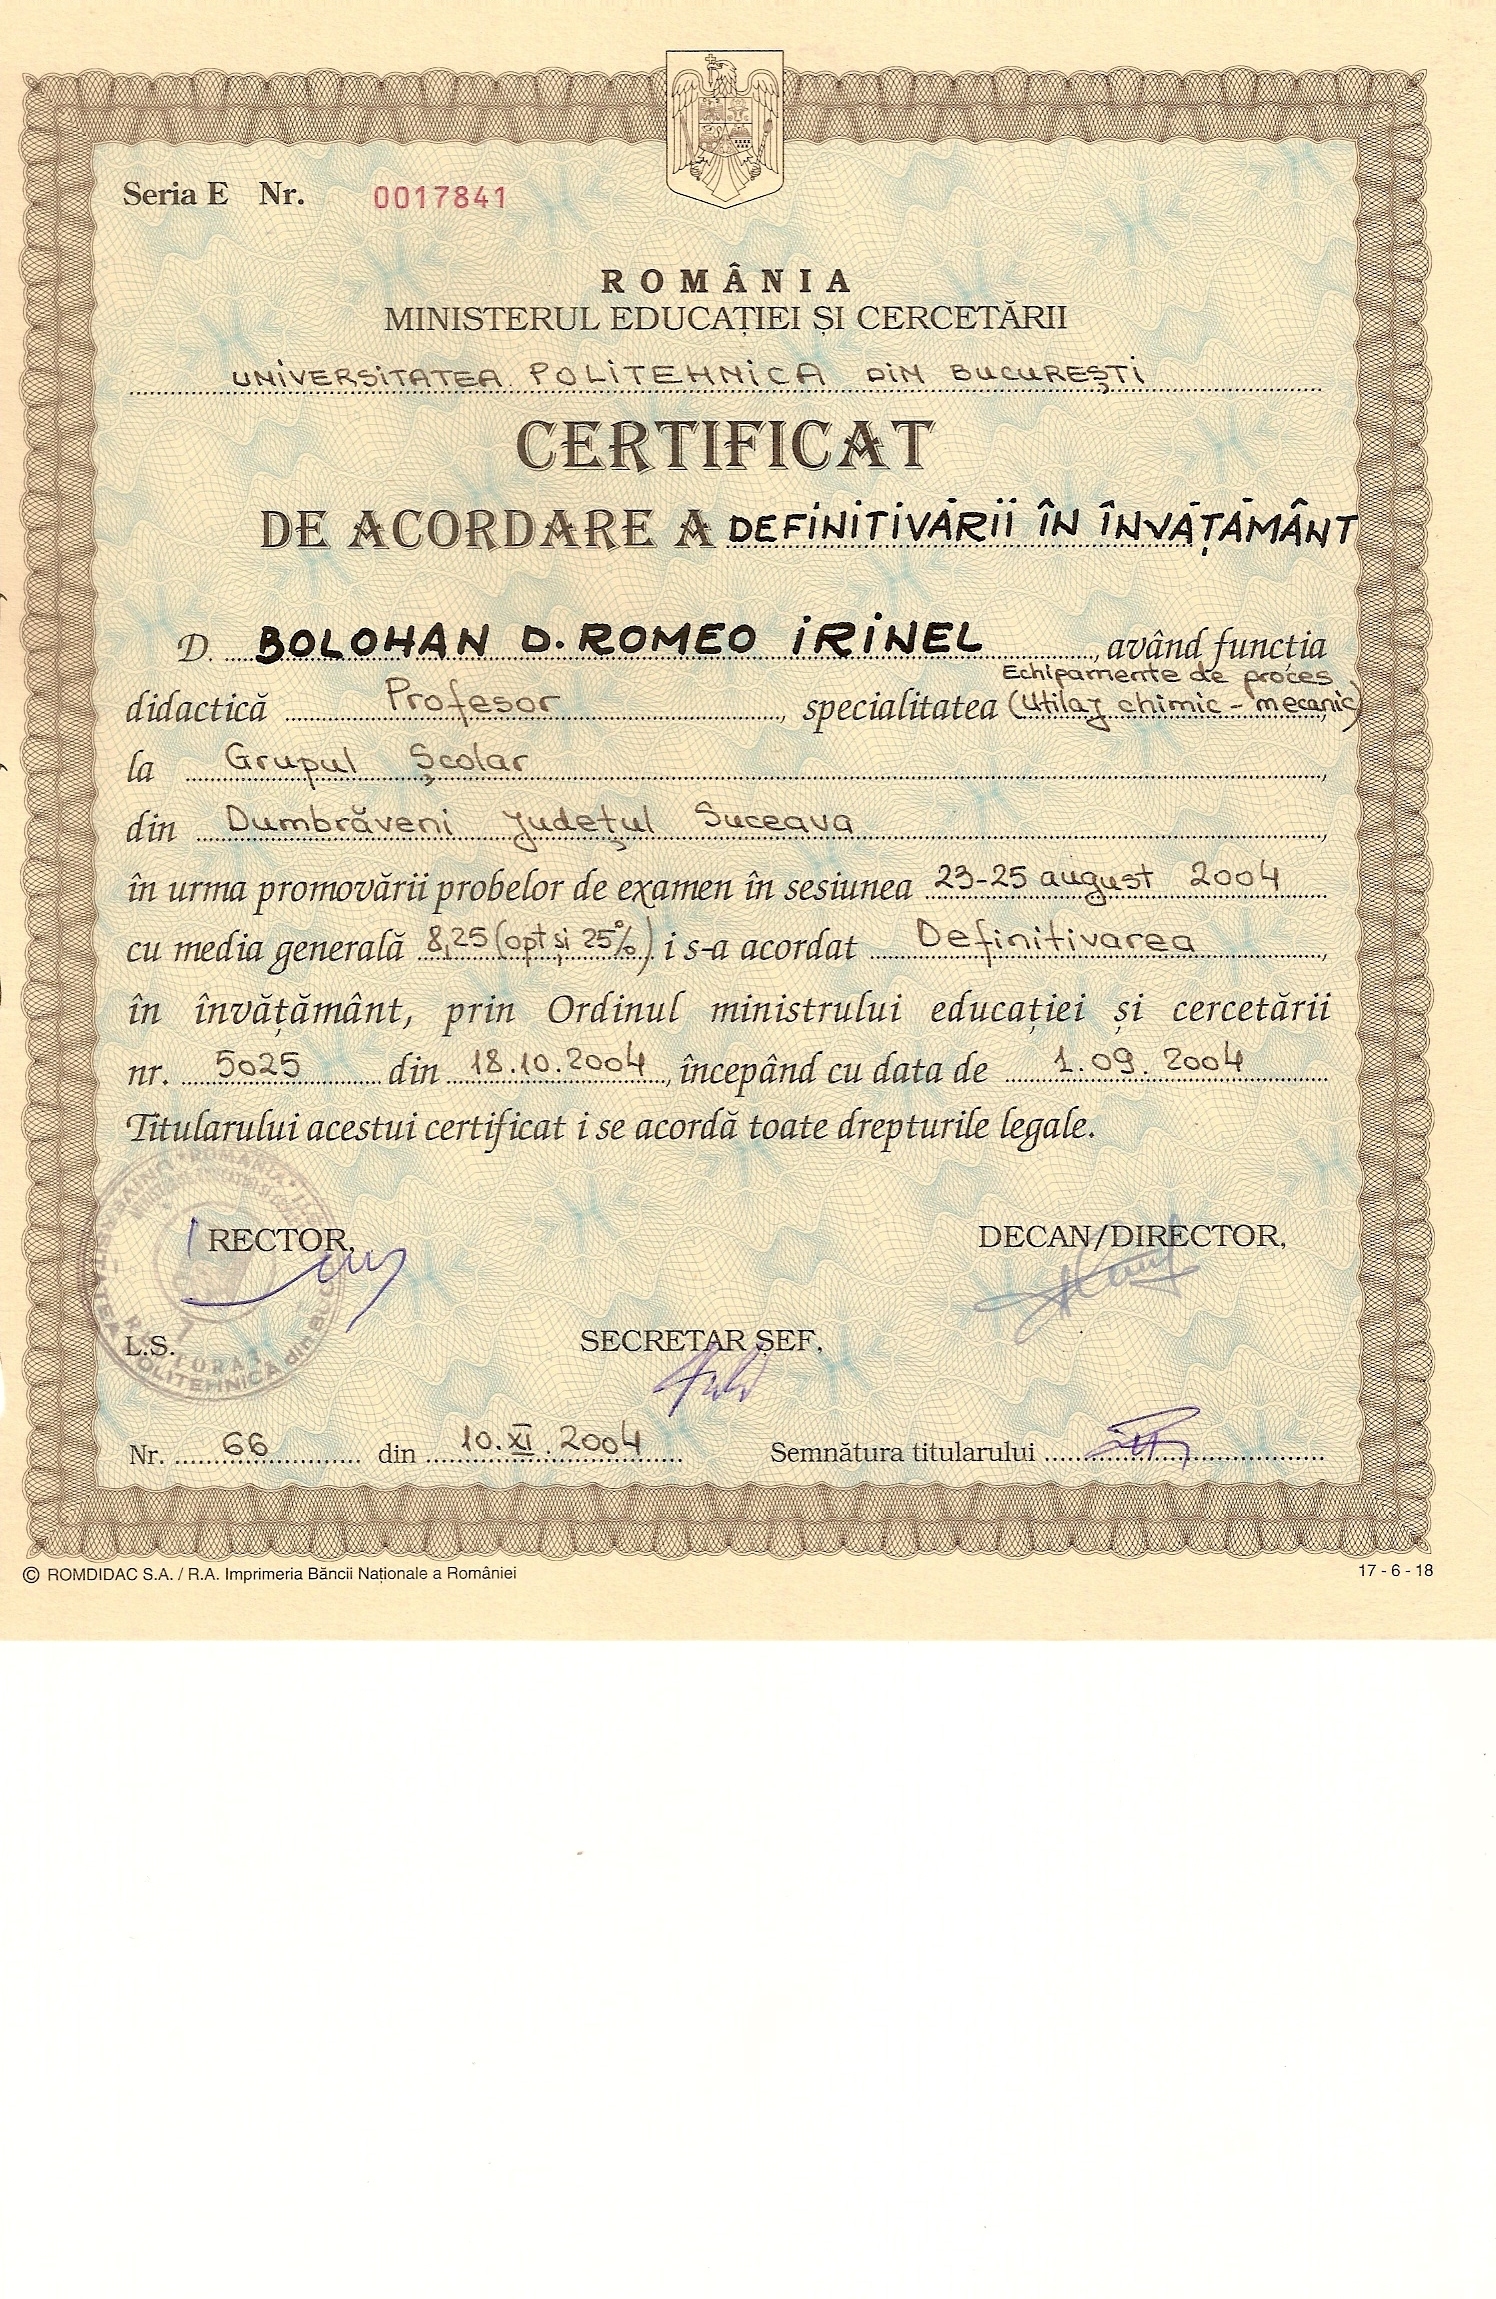 Seria E Nr. 0017841
ROMÂNIA
MINISTERUL EDUCAȚIEI ȘI CERCETĂRII
UNIVERSITATEA POLITEHNICA DIN BUCUREȘTI
CERTIFICAT
DE ACORDARE A DEFINITIVĂRII ÎN ÎNVĂȚĂMÂNT
D. BOLOHAN D. ROMEO IRINEL, având funcția
Echipamente de proces
didactică Profesor, specialitatea (Utilaj chimic - mecanic)
la Grupul Școlar,
din Dumbrăveni județul Suceava,
în urma promovării probelor de examen în sesiunea 23-25 august 2004
cu media generală 8,25 (opt și 25%) i s-a acordat Definitivarea,
în învățământ, prin Ordinul ministrului educației și cercetării
nr. 5025 din 18.10.2004, începând cu data de 1.09.2004
Titularului acestui certificat i se acordă toate drepturile legale.
RECTOR, DECAN/DIRECTOR,
L.S. SECRETAR ȘEF,
ROMANIA
UNIVERSITATEA POLITEHNICA din BUC
Nr. 66 din 10.XI.2004 Semnătura titularului
© ROMDIDAC S.A. / R.A. Imprimeria Băncii Naționale a României 17 - 6 - 18